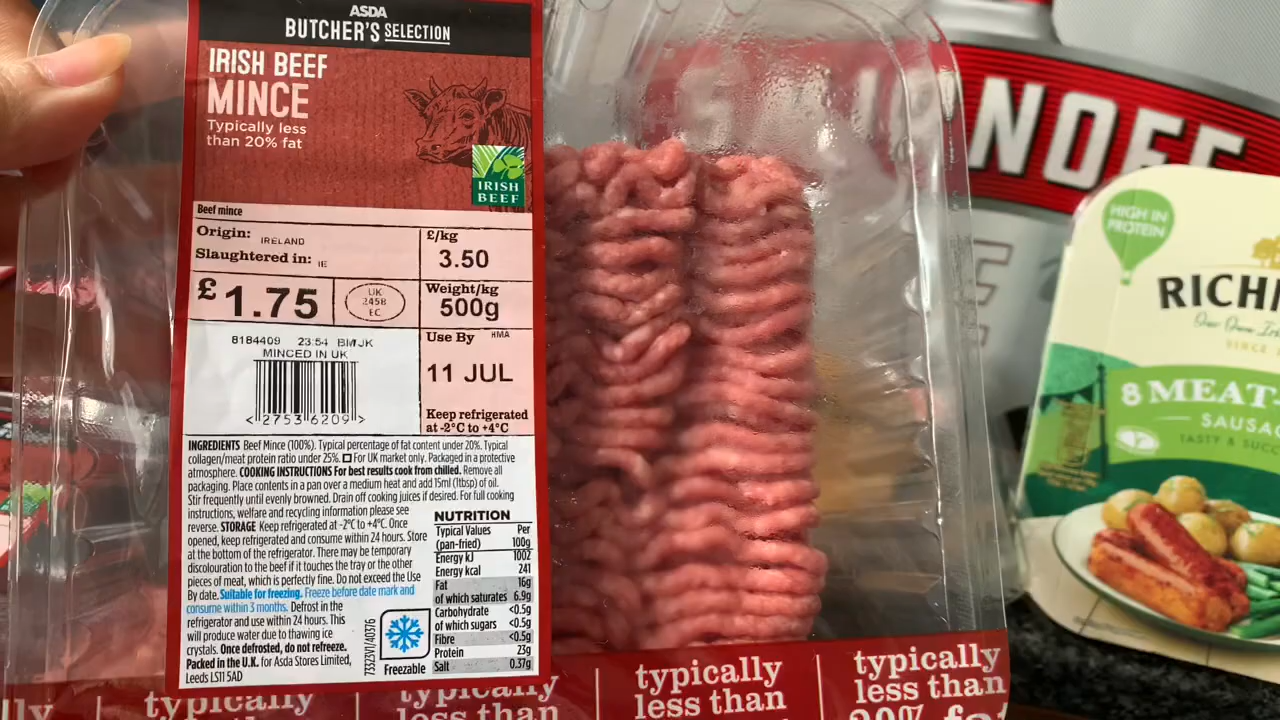 ASDA
BUTCHER'S SELECTION
IRISH BEEF
MINCE
Typically less
than 20% fat
IRISH
BEEF
Beef mince
Origin: IRELAND
Slaughtered in: IE
£/kg
3.50
£1.75
UK
2458
EC
Weight/kg
500g
8184409 23:54 BMJK
MINCED IN UK
<2753 6209>
Use By HMA
11 JUL
Keep refrigerated
at -2°C to +4°C
INGREDIENTS Beef Mince (100%). Typical percentage of fat content under 20%. Typical
collagen/meat protein ratio under 25%. For UK market only. Packaged in a protective
atmosphere. COOKING INSTRUCTIONS For best results cook from chilled. Remove all
packaging. Place contents in a pan over a medium heat and add 15ml (1tbsp) of oil.
Stir frequently until evenly browned. Drain off cooking juices if desired. For full cooking
instructions, welfare and recycling information please see
reverse. STORAGE Keep refrigerated at -2°C to +4°C. Once
opened, keep refrigerated and consume within 24 hours. Store
at the bottom of the refrigerator. There may be temporary
discolouration to the beef if it touches the tray or the other
pieces of meat, which is perfectly fine. Do not exceed the Use
By date. Suitable for freezing. Freeze before date mark and
consume within 3 months. Defrost in the
refrigerator and use within 24 hours. This
will produce water due to thawing ice
crystals. Once defrosted, do not refreeze.
Packed in the U.K. for Asda Stores Limited,
Leeds LS11 5AD
73Z3V1/40376
Freezable
NUTRITION
Typical Values Per
(pan-fried) 100g
Energy kJ 1002
Energy kcal 241
Fat 16g
of which saturates 6.9g
Carbohydrate <0.5g
of which sugars <0.5g
Fibre <0.5g
Protein 23g
Salt 0.37g
typically
less than
typically
less than
typically
less than
20% fat
NOFF
HIGH IN
PROTEIN
RICH
SINCE
8 MEAT-
SAUSAG
TASTY & SUCC